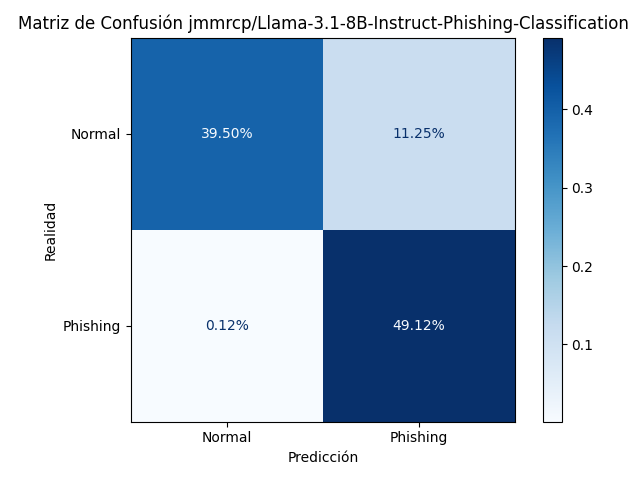 Matriz de Confusión jmmrcp/Llama-3.1-8B-Instruct-Phishing-Classification
Normal
39.50%
11.25%
0.4
0.3
Realidad
0.2
Phishing
0.12%
49.12%
0.1
Normal
Phishing
Predicción